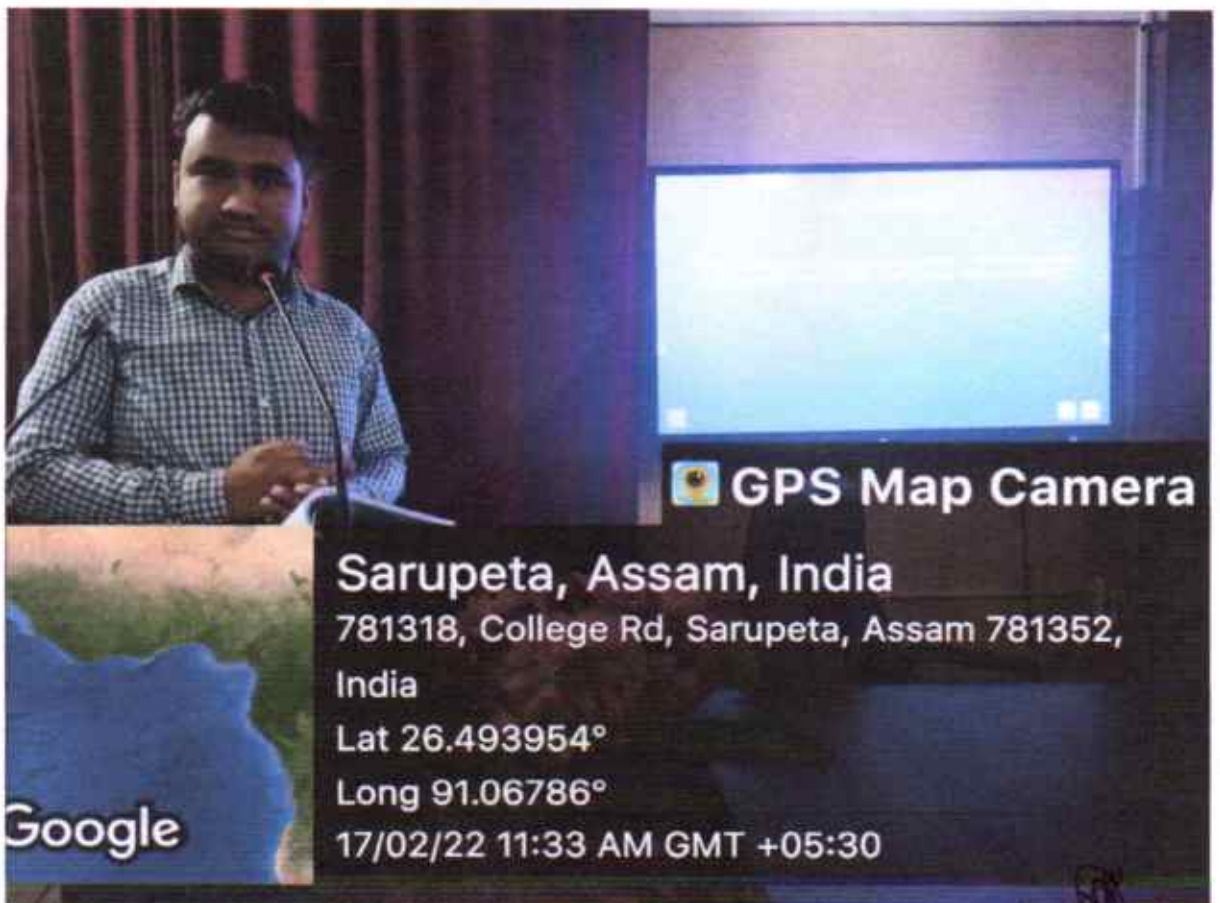 GPS Map Camera
Sarupeta, Assam, India
781318, College Rd, Sarupeta, Assam 781352,
India
Lat 26.493954°
Long 91.06786°
17/02/22 11:33 AM GMT +05:30
Google